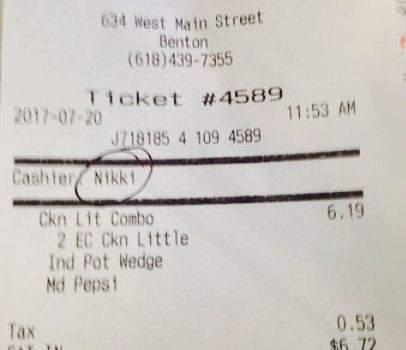 634 West Main Street
Benton
(618)439-7355
Ticket #4589
2017-07-20 11:53 AM
J718185 4 109 4589
Cashier Nikki
Ckn Lit Combo 6.19
2 EC Ckn Little
Ind Pot Wedge
Md Pepsi
Tax 0.53
EAT IN $6.72